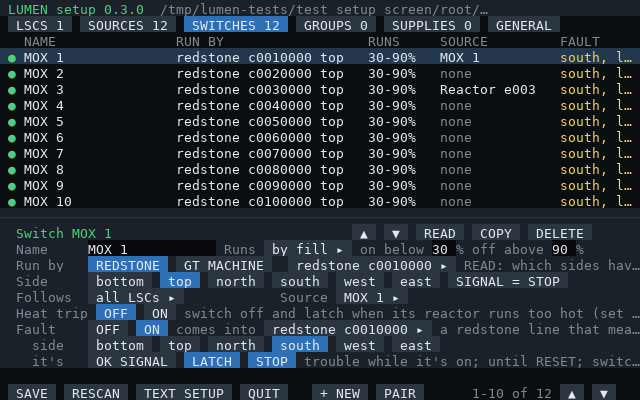 LUMEN setup 0.3.0 /tmp/lumen-tests/test setup screen/root/…
LSCS 1 SOURCES 12 SWITCHES 12 GROUPS 0 SUPPLIES 0 GENERAL
NAME RUN BY RUNS SOURCE FAULT
● MOX 1 redstone c0010000 top 30-90% MOX 1 south, l…
● MOX 2 redstone c0020000 top 30-90% none south, l…
● MOX 3 redstone c0030000 top 30-90% Reactor e003 south, l…
● MOX 4 redstone c0040000 top 30-90% none south, l…
● MOX 5 redstone c0050000 top 30-90% none south, l…
● MOX 6 redstone c0060000 top 30-90% none south, l…
● MOX 7 redstone c0070000 top 30-90% none south, l…
● MOX 8 redstone c0080000 top 30-90% none south, l…
● MOX 9 redstone c0090000 top 30-90% none south, l…
● MOX 10 redstone c0100000 top 30-90% none south, l…
Switch MOX 1 ▲ ▼ READ COPY DELETE
Name MOX 1 Runs by fill ▸ on below 30 % off above 90 %
Run by REDSTONE GT MACHINE redstone c0010000 ▸ READ: which sides hav…
Side bottom top north south west east SIGNAL = STOP
Follows all LSCs ▸ Source MOX 1 ▸
Heat trip OFF ON switch off and latch when its reactor runs too hot (set …
Fault OFF ON comes into redstone c0010000 ▸ a redstone line that mea…
side bottom top north south west east
it's OK SIGNAL LATCH STOP trouble while it's on; until RESET; switc…
SAVE RESCAN TEXT SETUP QUIT + NEW PAIR 1-10 of 12 ▲ ▼